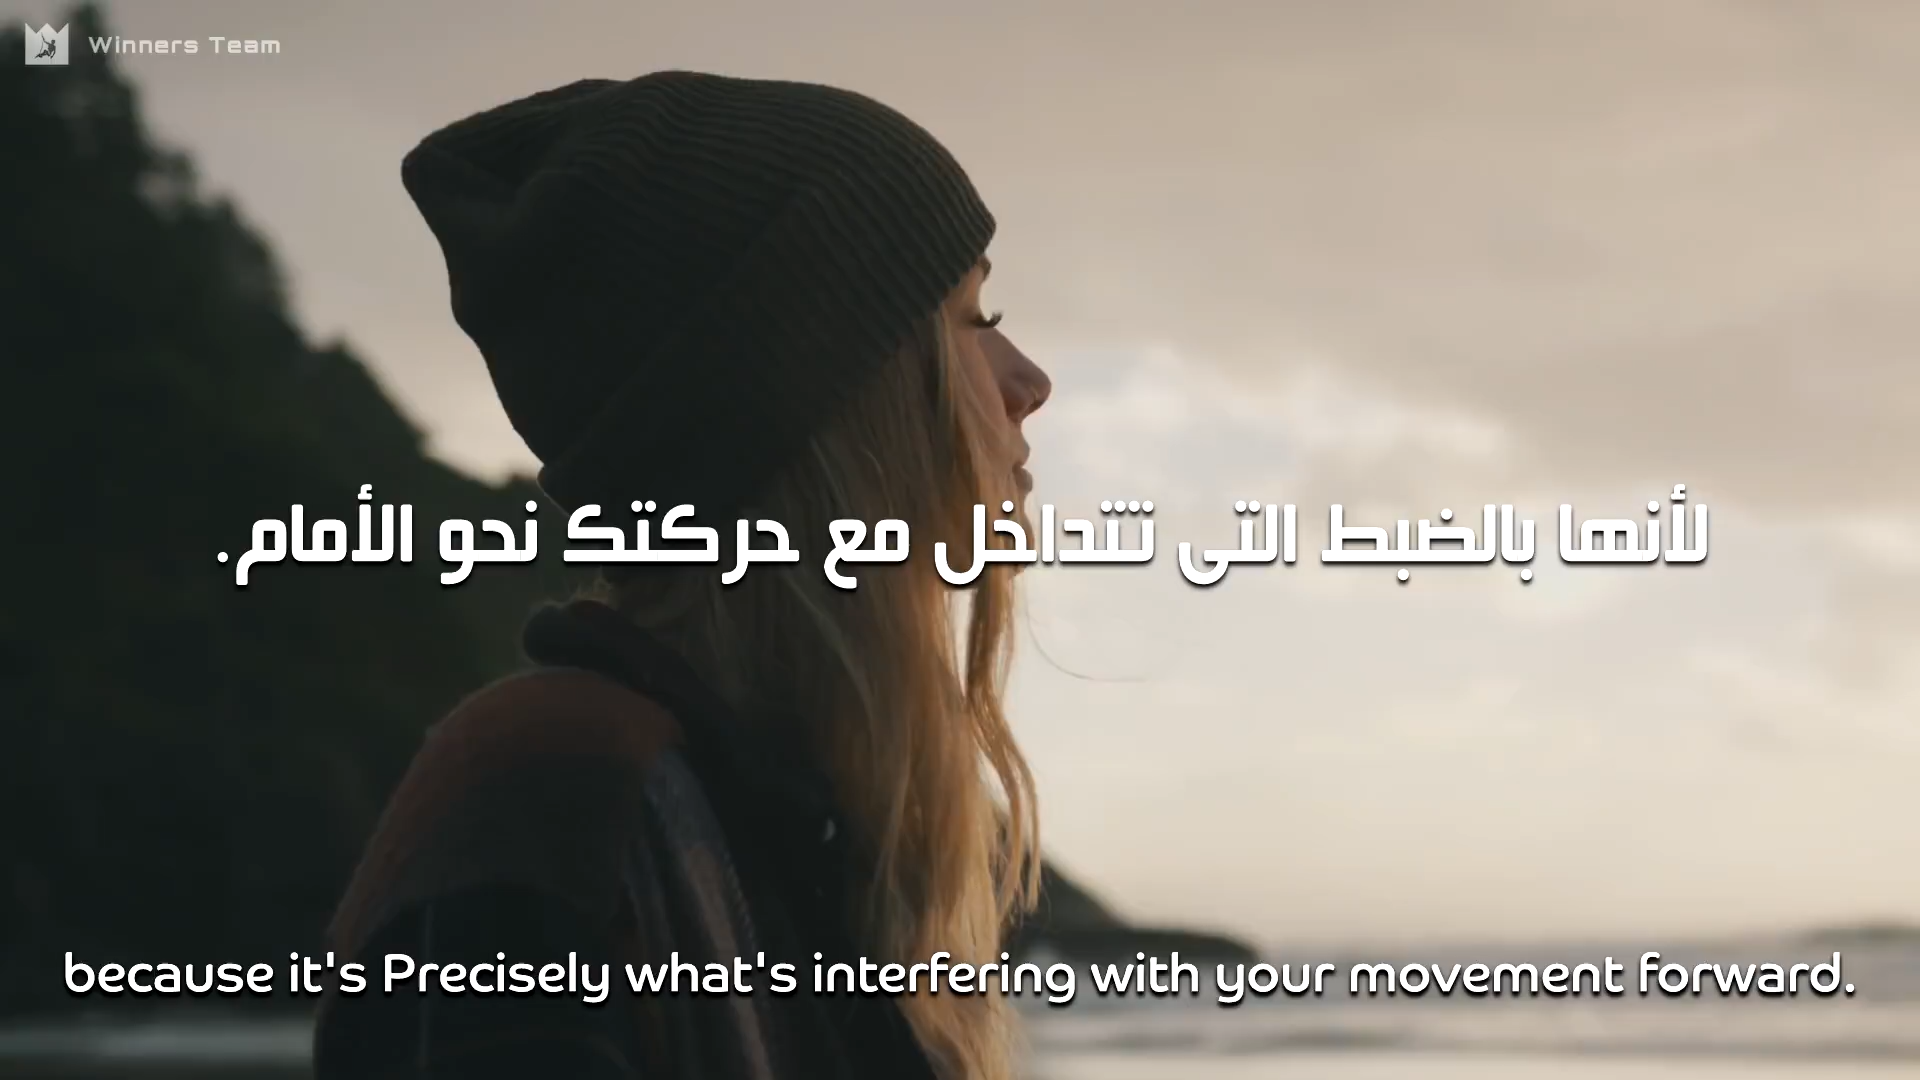 Winners Team
لأنها بالضبط التى تتداخل مع حركتك نحو الأمام.
because it's Precisely what's interfering with your movement forward.